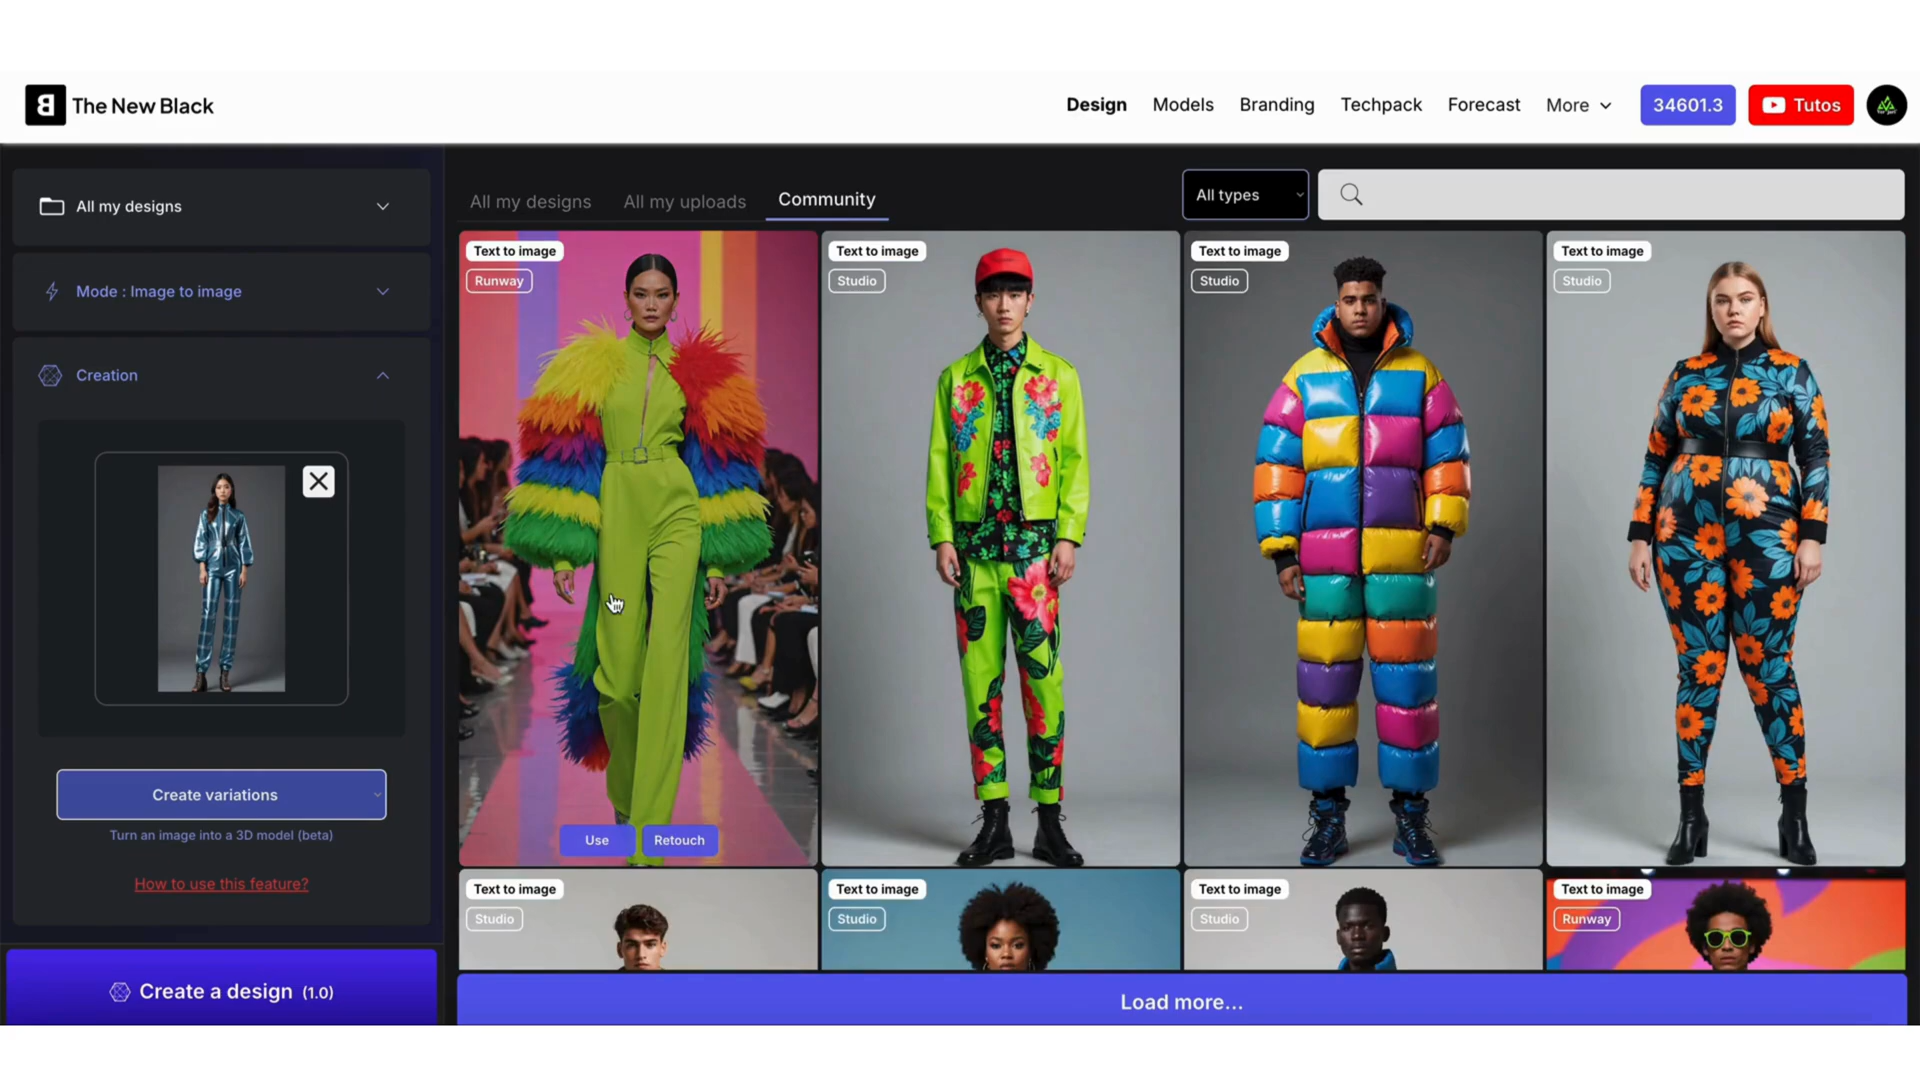 The New Black
Design
Models
Branding
Techpack
Forecast
More
34601.3
Tutos
All my designs
Mode : Image to image
Creation
Create variations
Turn an image into a 3D model (beta)
How to use this feature?
Create a design (1.0)
All my designs
All my uploads
Community
All types
Text to image
Runway
Use
Retouch
Text to image
Studio
Text to image
Studio
Text to image
Studio
Text to image
Studio
Text to image
Studio
Text to image
Studio
Text to image
Runway
Load more...